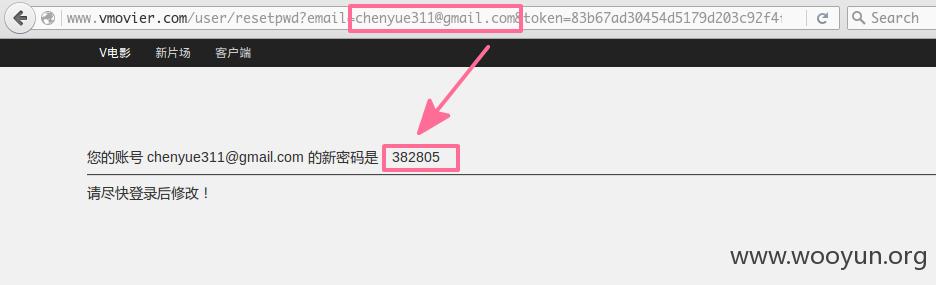 www.vmovier.com/user/resetpwd?email=chenyue311@gmail.com&token=83b67ad30454d5179d203c92f4 Search
V电影 新片场 客户端
您的账号 chenyue311@gmail.com 的新密码是 382805
请尽快登录后修改！
www.wooyun.org